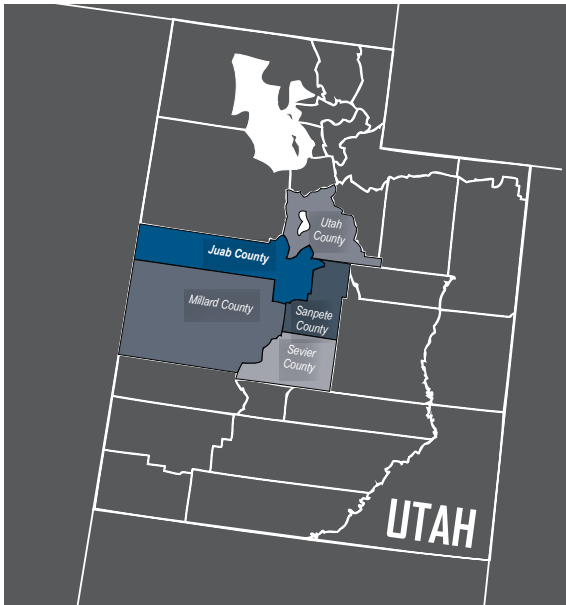 Utah
County
Juab County
Millard County
Sanpete
County
Sevier
County
UTAH